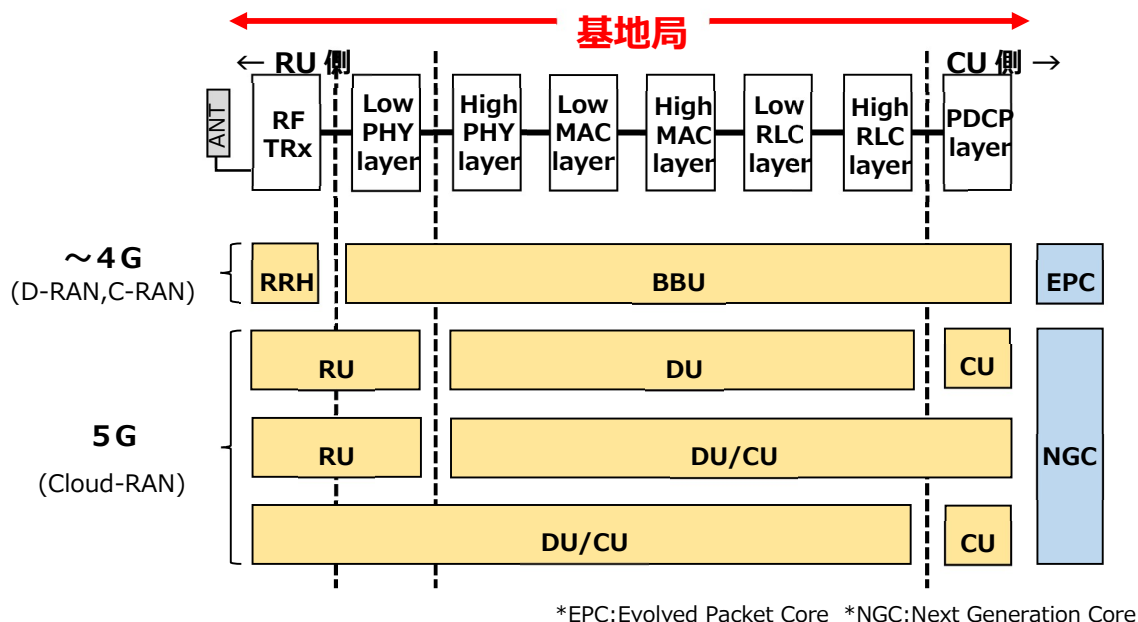 基地局
← RU 側
CU 側 →
ANT
RF
TRx
Low
PHY
layer
High
PHY
layer
Low
MAC
layer
High
MAC
layer
Low
RLC
layer
High
RLC
layer
PDCP
layer
～4G
(D-RAN,C-RAN)
RRH
BBU
EPC
5G
(Cloud-RAN)
RU
DU
CU
RU
DU/CU
NGC
DU/CU
CU
*EPC:Evolved Packet Core *NGC:Next Generation Core